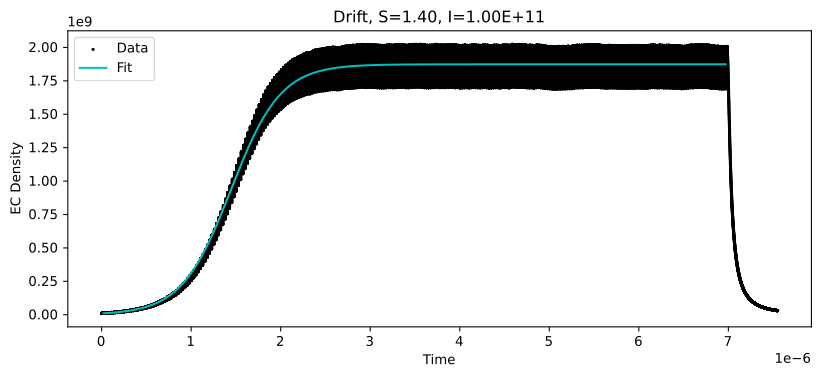 Drift, S=1.40, I=1.00E+11
1e9
2.00
1.75
1.50
1.25
1.00
0.75
0.50
0.25
0.00
EC Density
Data
Fit
0 1 2 3 4 5 6 7
Time
1e−6